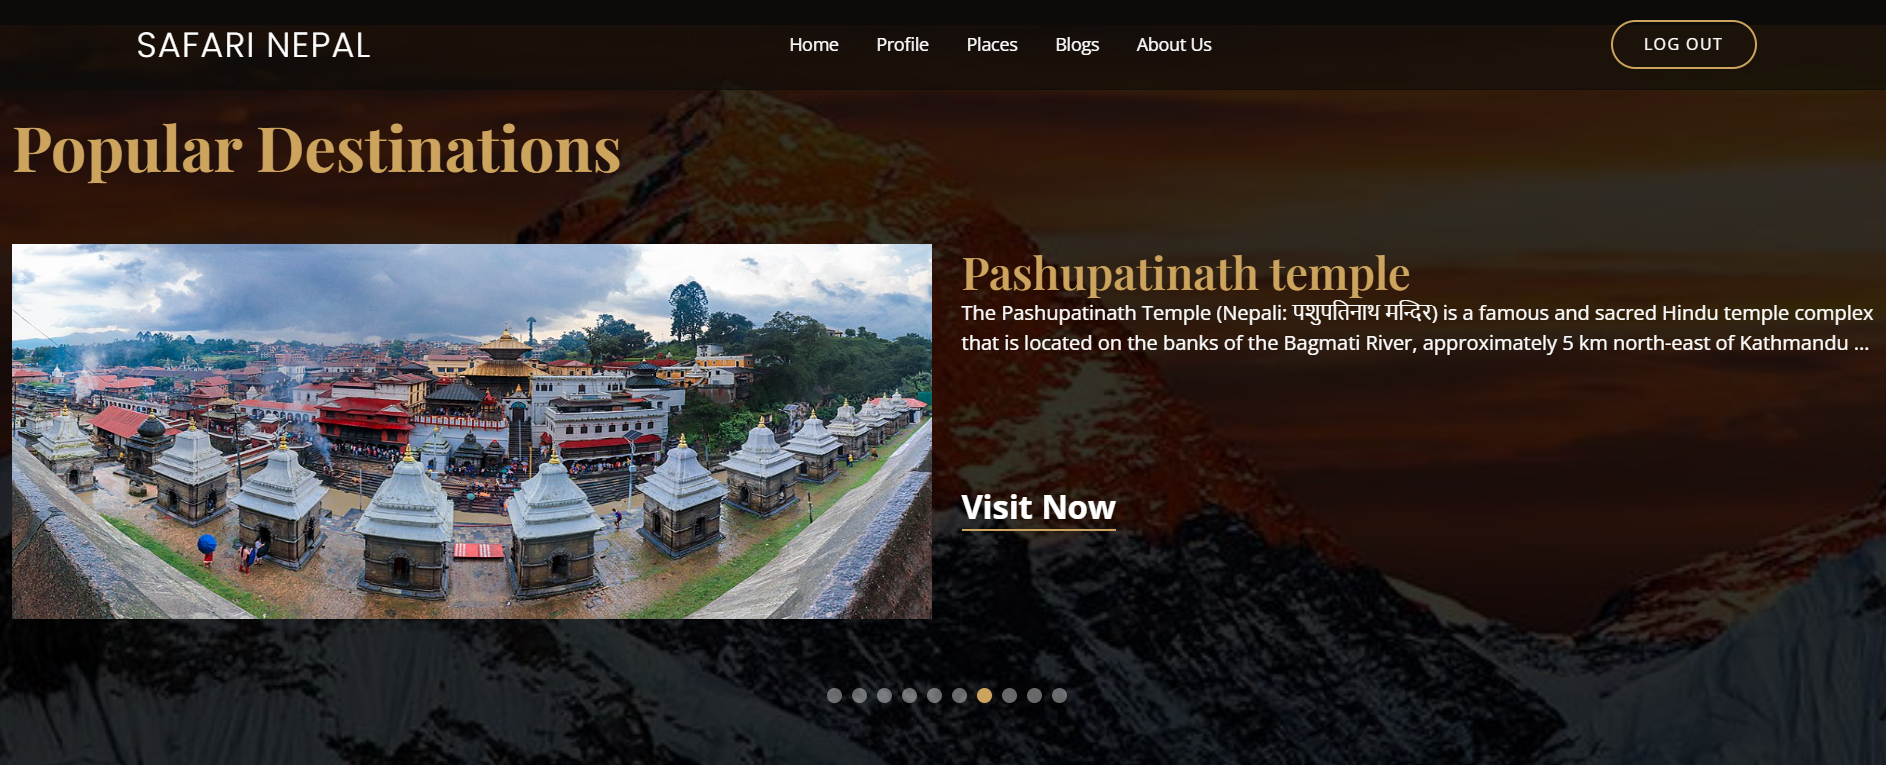 SAFARI NEPAL
Home Profile Places Blogs About Us
LOG OUT
Popular Destinations
Pashupatinath temple
The Pashupatinath Temple (Nepali: पशुपतिनाथ मन्दिर) is a famous and sacred Hindu temple complex
that is located on the banks of the Bagmati River, approximately 5 km north-east of Kathmandu ...
Visit Now